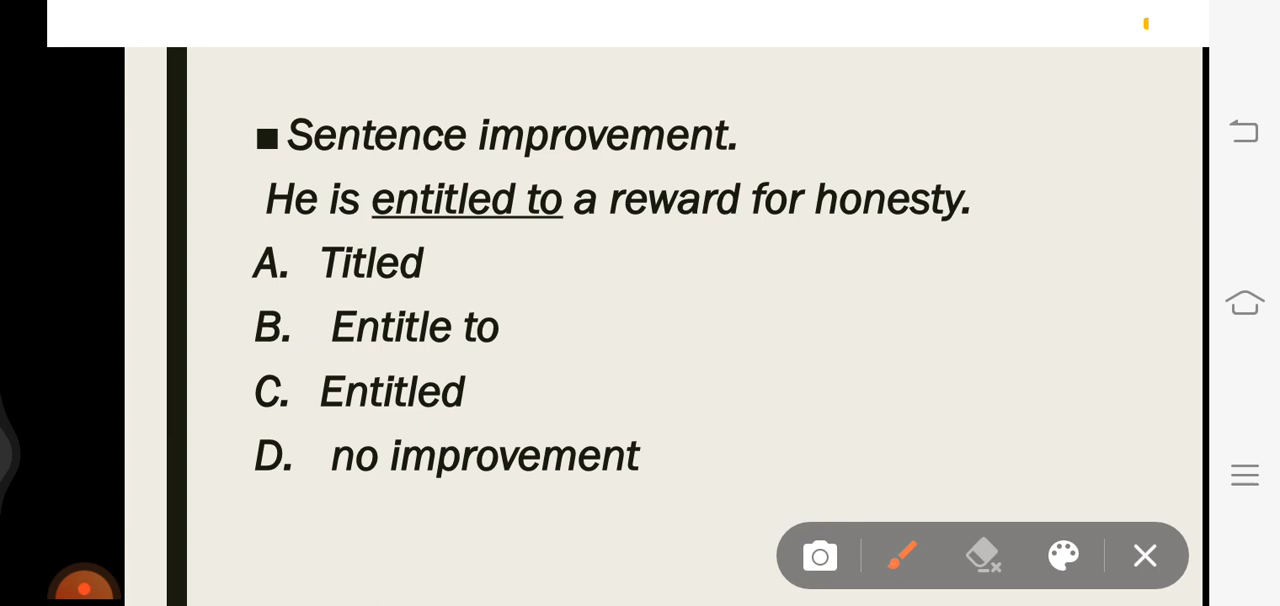 ■ Sentence improvement.
He is entitled to a reward for honesty.
A. Titled
B. Entitle to
C. Entitled
D. no improvement